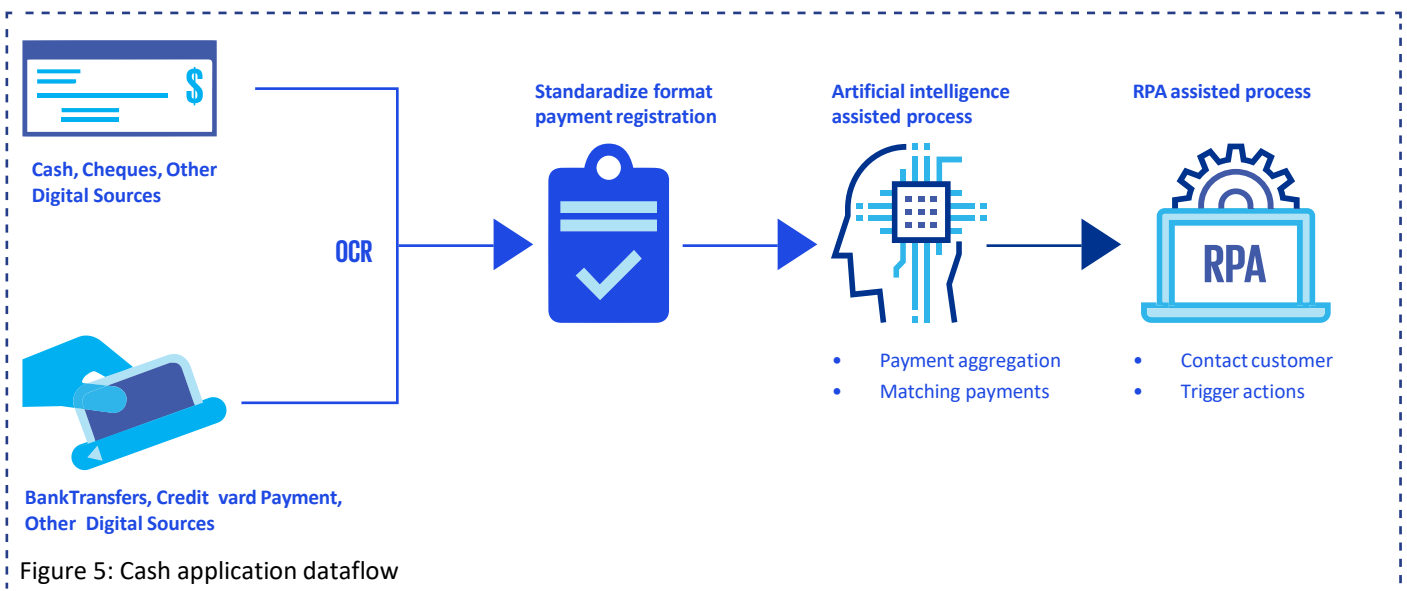 $
Cash, Cheques, Other
Digital Sources
OCR
BankTransfers, Credit vard Payment,
Other Digital Sources
Standaradize format
payment registration
Artificial intelligence
assisted process
• Payment aggregation
• Matching payments
RPA assisted process
RPA
• Contact customer
• Trigger actions
Figure 5: Cash application dataflow